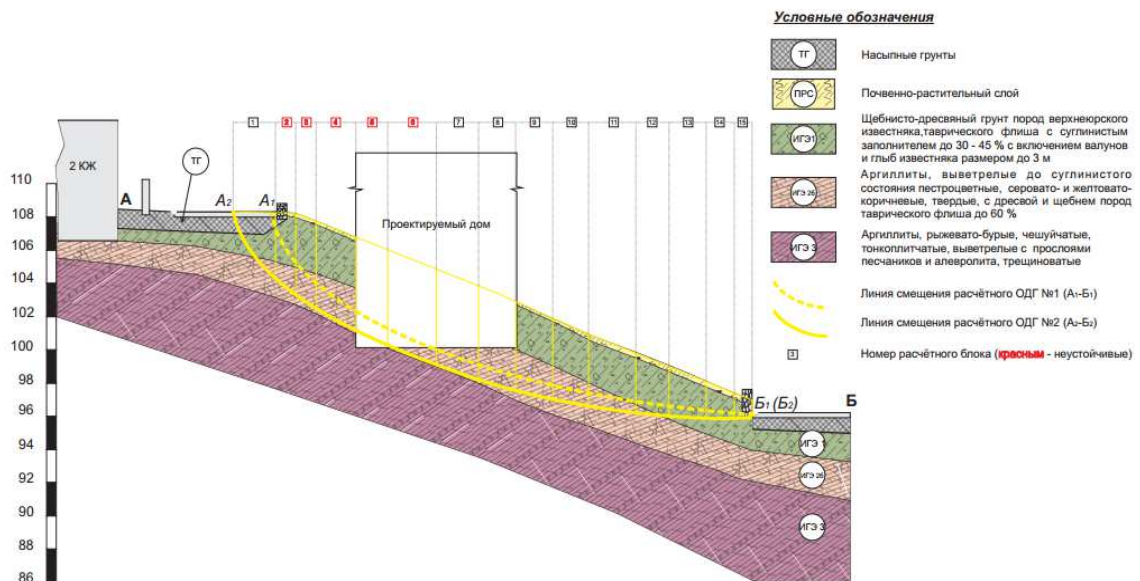 Условные обозначения
ТГ
Насыпные грунты
ПРС
Почвенно-растительный слой
ИГЭ1
Щебнисто-дресвяный грунт пород верхнеюрского
известняка,таврического флиша с суглинистым
заполнителем до 30 - 45 % с включением валунов
и глыб известняка размером до 3 м
ИГЭ 2б
Аргиллиты, выветрелые до суглинистого
состояния пестроцветные, серовато- и желтовато-
коричневые, твердые, с дресвой и щебнем пород
таврического флиша до 60 %
ИГЭ 3
Аргиллиты, рыжевато-бурые, чешуйчатые,
тонкоплитчатые, выветрелые с прослоями
песчаников и алевролита, трещиноватые
Линия смещения расчётного ОДГ №1 (А₁-Б₁)
Линия смещения расчётного ОДГ №2 (А₂-Б₂)
3
Номер расчётного блока (красным - неустойчивые)
1 2 3 4 5 6 7 8 9 10 11 12 13 14 15
2 КЖ
ТГ
А
А₂
А₁
Проектируемый дом
Б₁ (Б₂)
Б
ИГЭ 1
ИГЭ 2б
ИГЭ 3
110
108
106
104
102
100
98
96
94
92
90
88
86